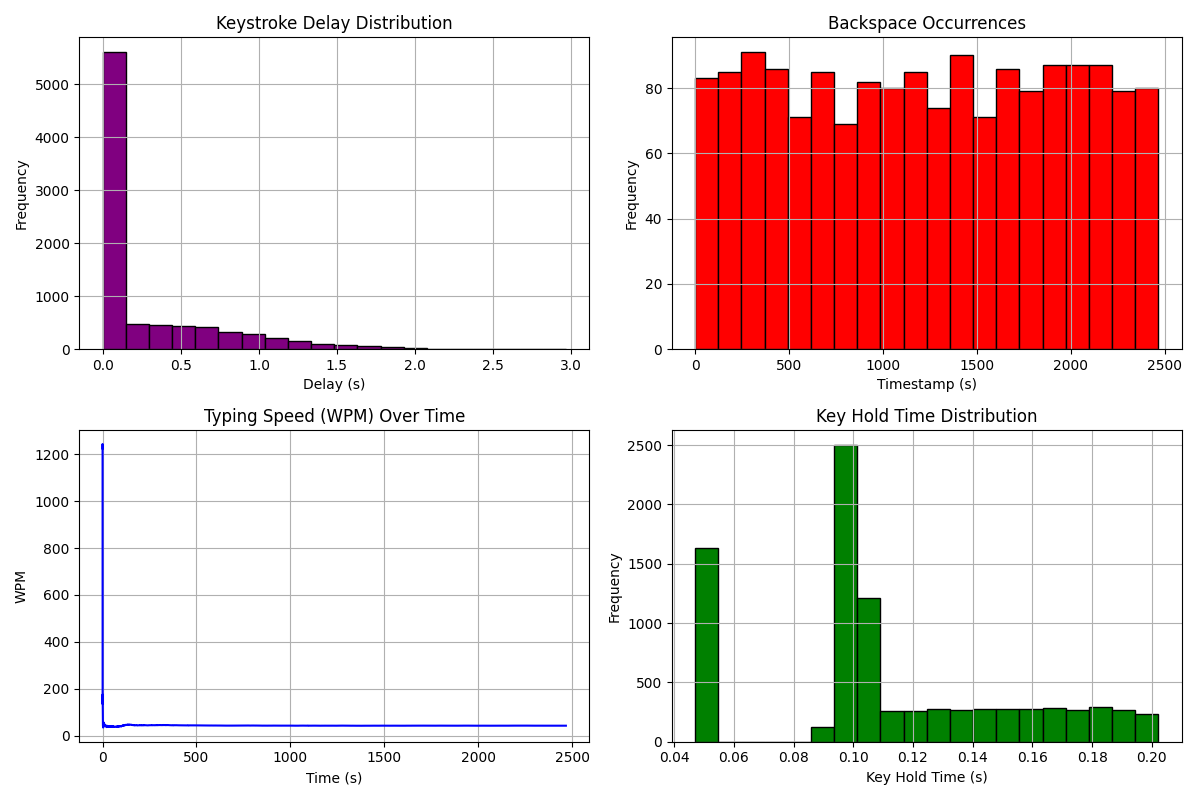 Keystroke Delay Distribution
Frequency
5000
4000
3000
2000
1000
0
0.0 0.5 1.0 1.5 2.0 2.5 3.0
Delay (s)
Backspace Occurrences
Frequency
80
60
40
20
0
0 500 1000 1500 2000 2500
Timestamp (s)
Typing Speed (WPM) Over Time
WPM
1200
1000
800
600
400
200
0
0 500 1000 1500 2000 2500
Time (s)
Key Hold Time Distribution
Frequency
2500
2000
1500
1000
500
0
0.04 0.06 0.08 0.10 0.12 0.14 0.16 0.18 0.20
Key Hold Time (s)